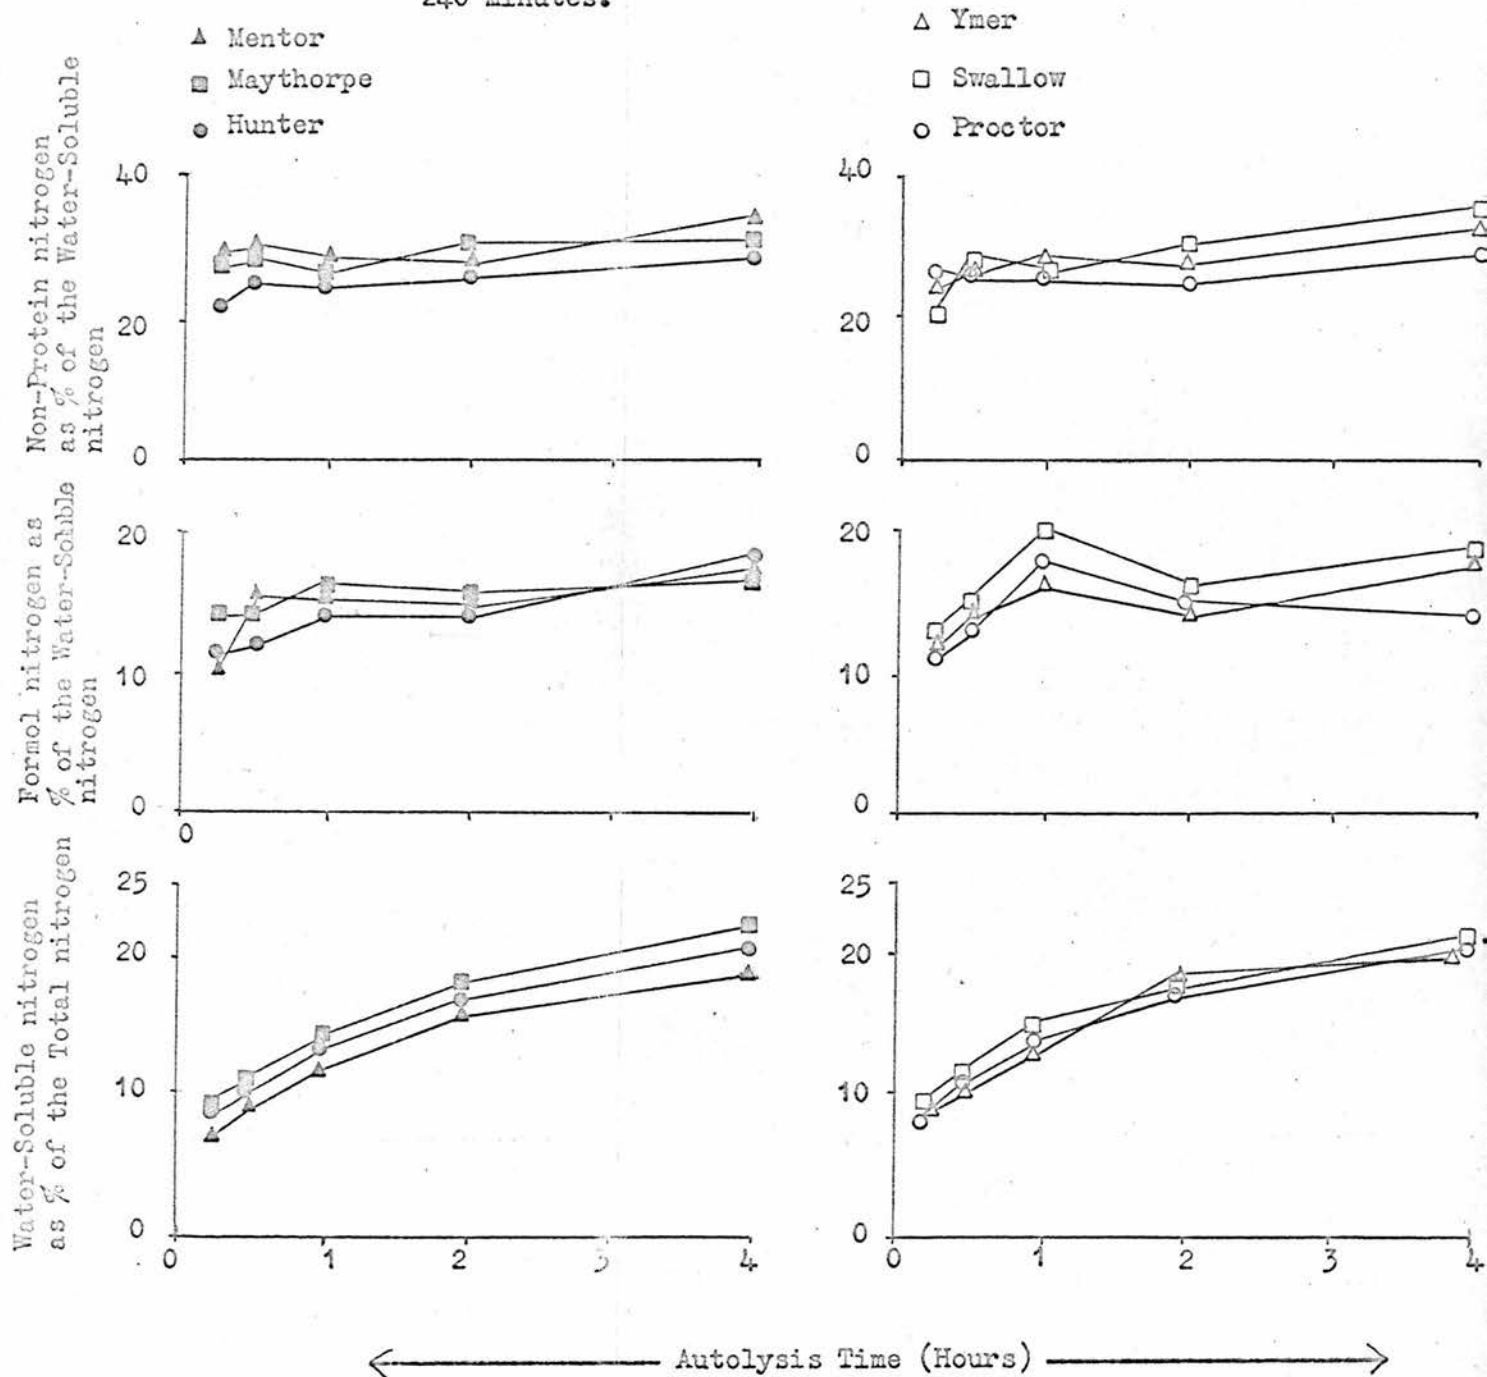 240 minutes.
Mentor
Maythorpe
Hunter
Ymer
Swallow
Proctor
Non-Protein nitrogen
as % of the Water-Soluble
nitrogen
40
20
0
40
20
0
Formol nitrogen as
% of the Water-Soluble
nitrogen
20
10
0
0
20
10
0
Water-Soluble nitrogen
as % of the Total nitrogen
25
20
10
0
0 1 2 3 4
25
20
10
0
0 1 2 3 4
Autolysis Time (Hours)